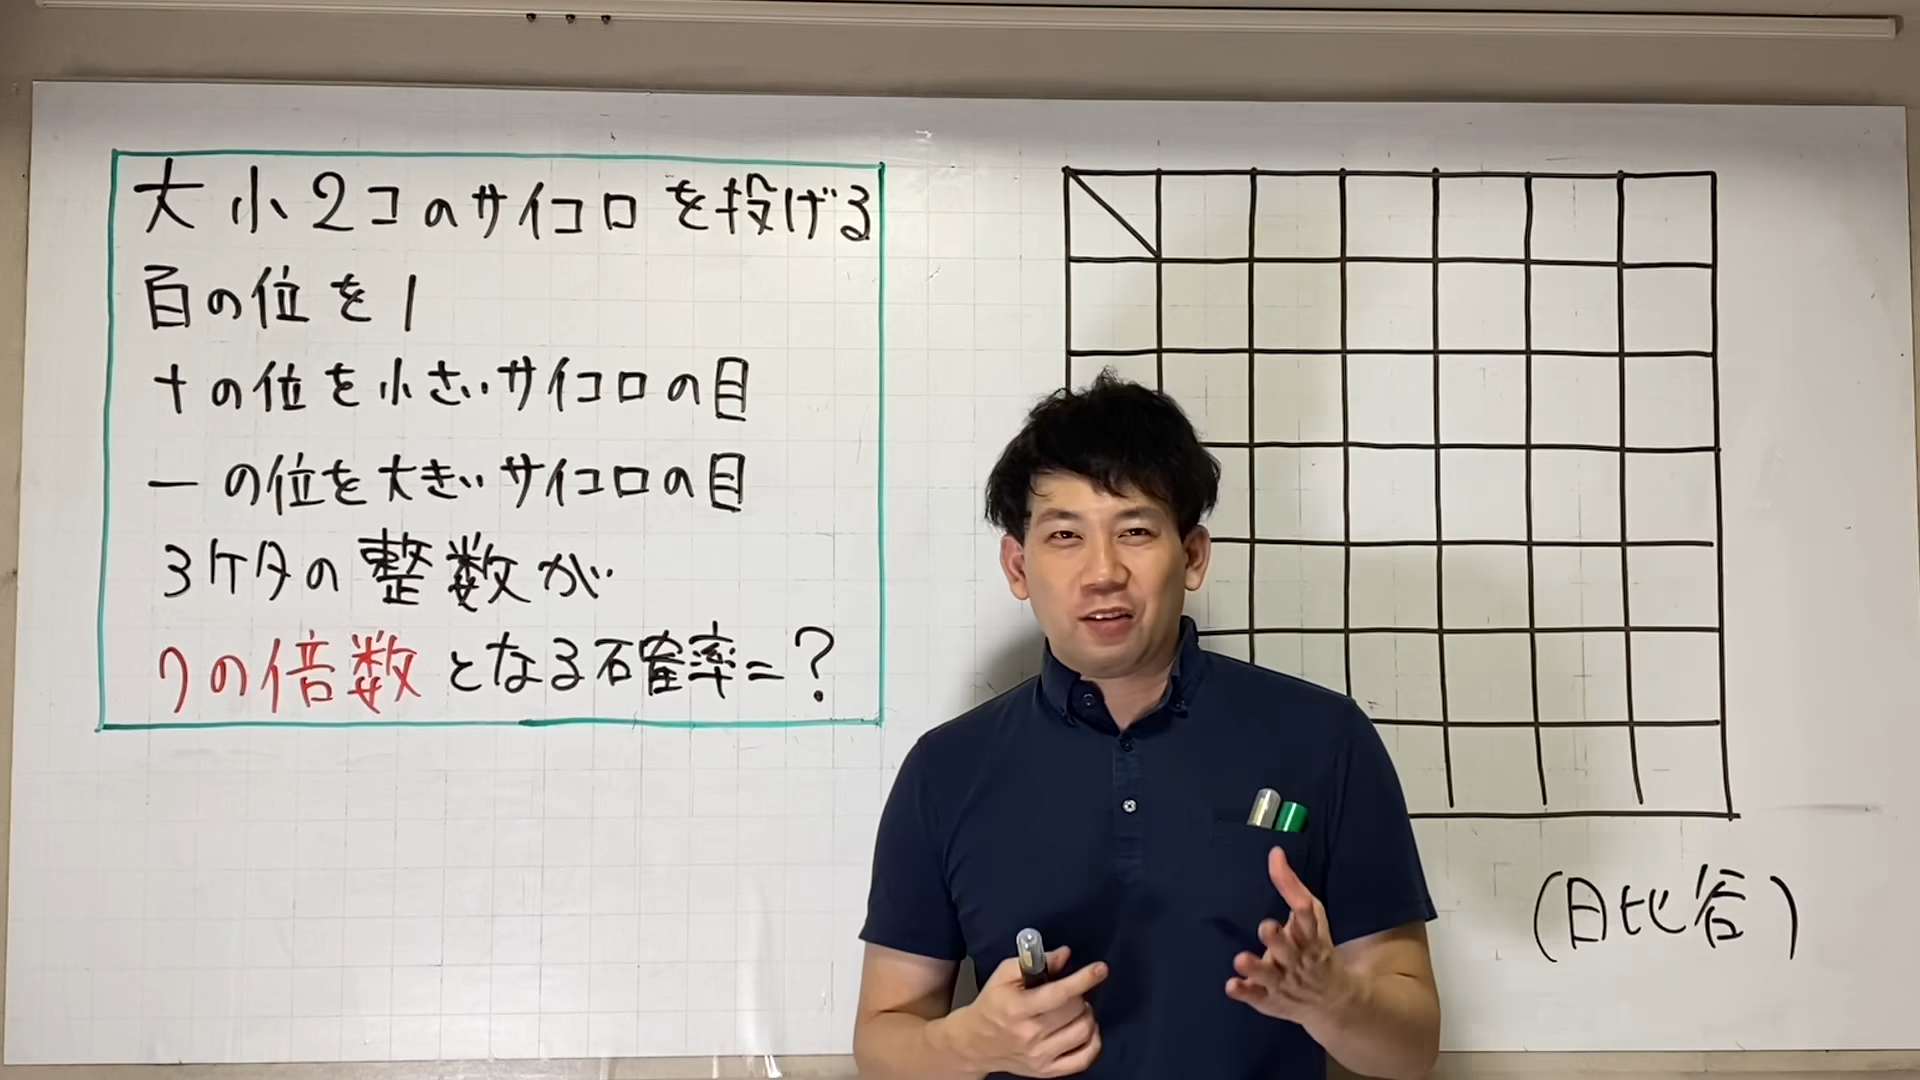 大小2コのサイコロを投げる
百の位を1
十の位を小さいサイコロの目
一の位を大きいサイコロの目
3ケタの整数が
7の倍数となる確率=?
(日比谷)